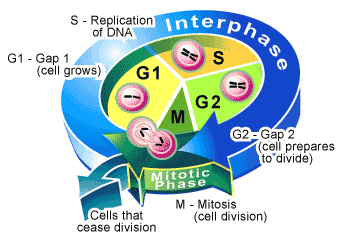 S - Replication
of DNA
Interphase
G1 - Gap 1
(cell grows)
G1
S
G2
M
G2 - Gap 2
(cell prepares
to divide)
Mitotic
Phase
M - Mitosis
(cell division)
Cells that
cease division